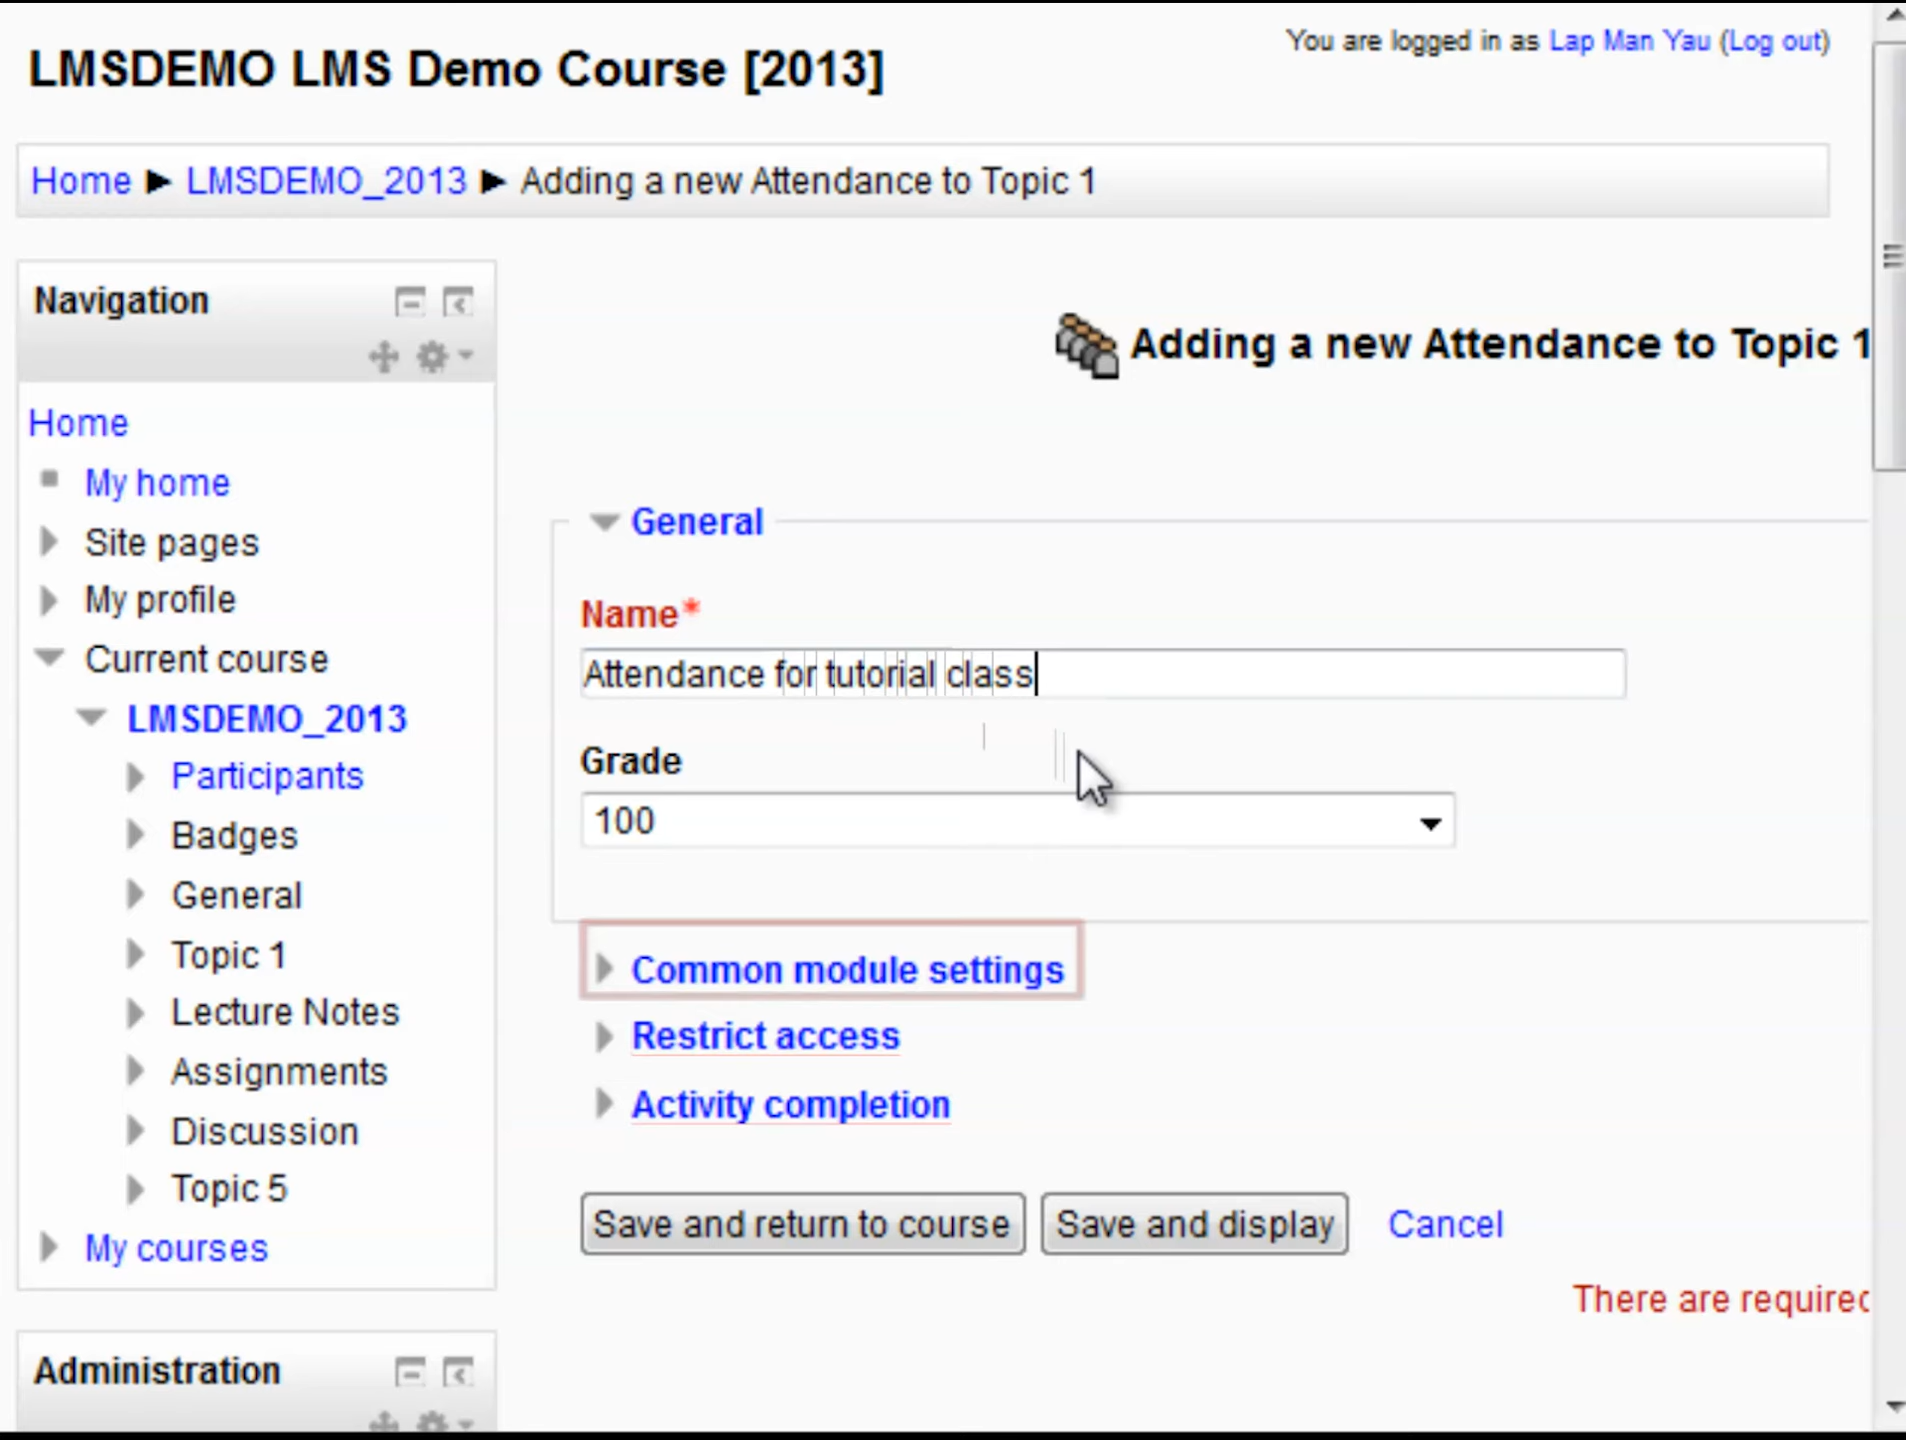 You are logged in as Lap Man Yau (Log out)
LMSDEMO LMS Demo Course [2013]
Home ► LMSDEMO_2013 ► Adding a new Attendance to Topic 1
Navigation
Home
My home
Site pages
My profile
Current course
LMSDEMO_2013
Participants
Badges
General
Topic 1
Lecture Notes
Assignments
Discussion
Topic 5
My courses
Administration
Adding a new Attendance to Topic 1
General
Name*
Attendance for tutorial class
Grade
100
Common module settings
Restrict access
Activity completion
Save and return to course Save and display Cancel
There are required